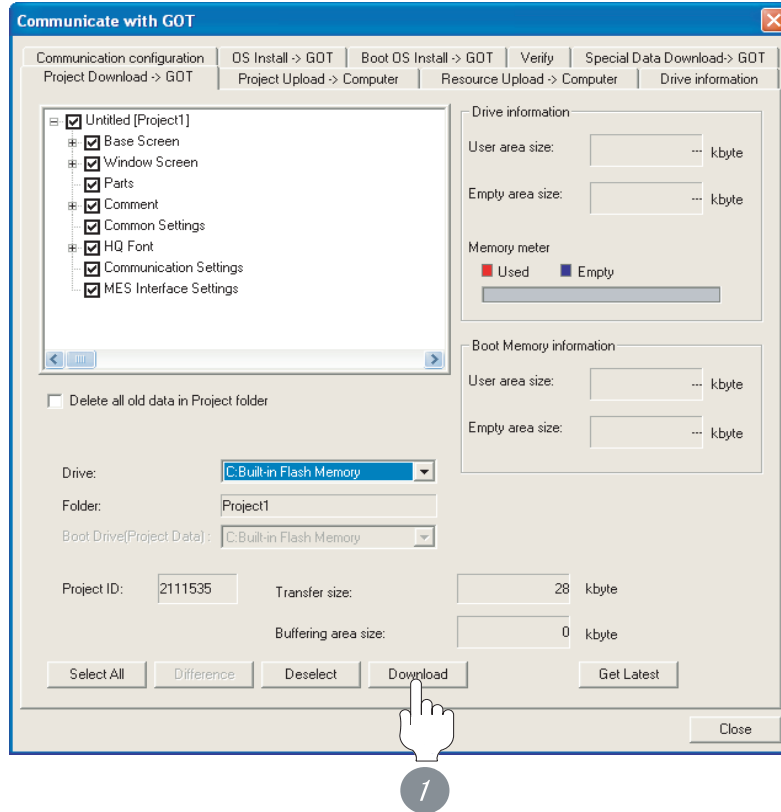 Communicate with GOT
Communication configuration OS Install -> GOT Boot OS Install -> GOT Verify Special Data Download-> GOT
Project Download -> GOT Project Upload -> Computer Resource Upload -> Computer Drive information
Untitled [Project1]
Base Screen
Window Screen
Parts
Comment
Common Settings
HQ Font
Communication Settings
MES Interface Settings
Delete all old data in Project folder
Drive information
User area size: --- kbyte
Empty area size: --- kbyte
Memory meter
Used Empty
Boot Memory information
User area size: --- kbyte
Empty area size: --- kbyte
Drive: C:Built-in Flash Memory
Folder: Project1
Boot Drive(Project Data) : C:Built-in Flash Memory
Project ID: 2111535 Transfer size: 28 kbyte
Buffering area size: 0 kbyte
Select All Difference Deselect Download Get Latest
Close
1